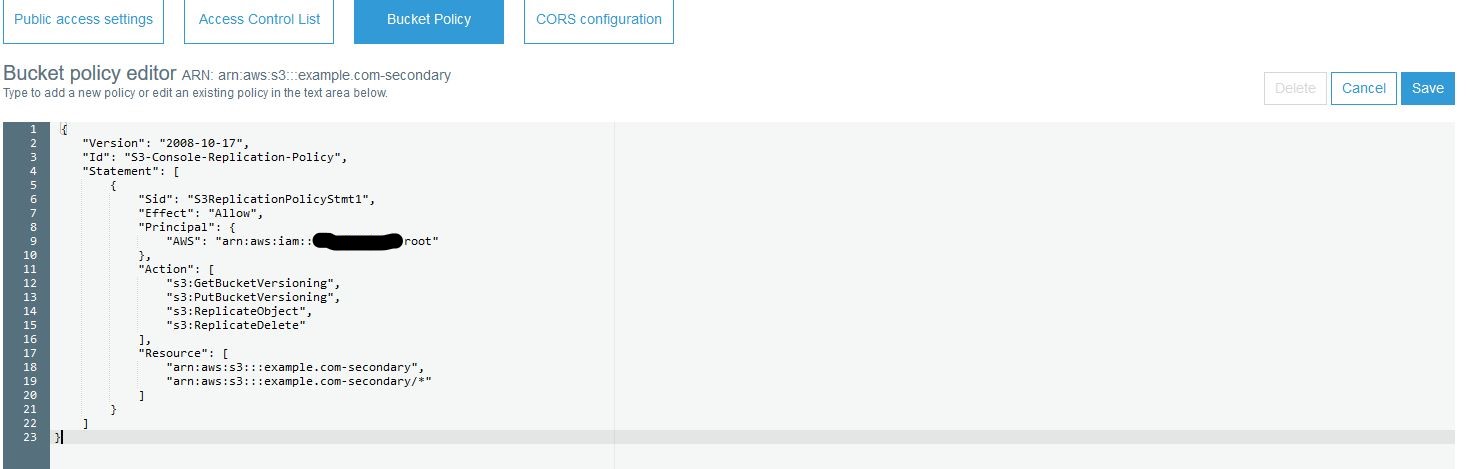 Public access settings
Access Control List
Bucket Policy
CORS configuration
Bucket policy editor ARN: arn:aws:s3:::example.com-secondary
Type to add a new policy or edit an existing policy in the text area below.
Delete
Cancel
Save
1 {
2 "Version": "2008-10-17",
3 "Id": "S3-Console-Replication-Policy",
4 "Statement": [
5 {
6 "Sid": "S3ReplicationPolicyStmt1",
7 "Effect": "Allow",
8 "Principal": {
9 "AWS": "arn:aws:iam:: root"
10 },
11 "Action": [
12 "s3:GetBucketVersioning",
13 "s3:PutBucketVersioning",
14 "s3:ReplicateObject",
15 "s3:ReplicateDelete"
16 ],
17 "Resource": [
18 "arn:aws:s3:::example.com-secondary",
19 "arn:aws:s3:::example.com-secondary/*"
20 ]
21 }
22 ]
23 }